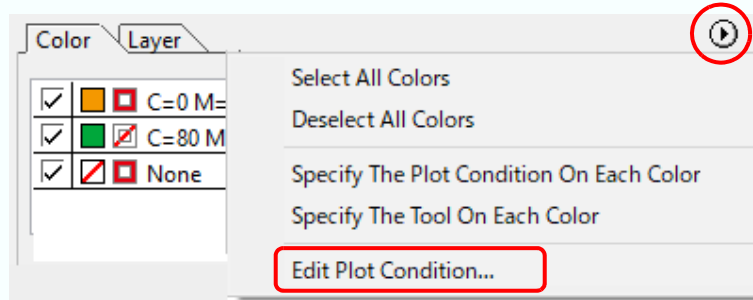 Color Layer
Select All Colors
Deselect All Colors
C=0 M=
C=80 M
None
Specify The Plot Condition On Each Color
Specify The Tool On Each Color
Edit Plot Condition...